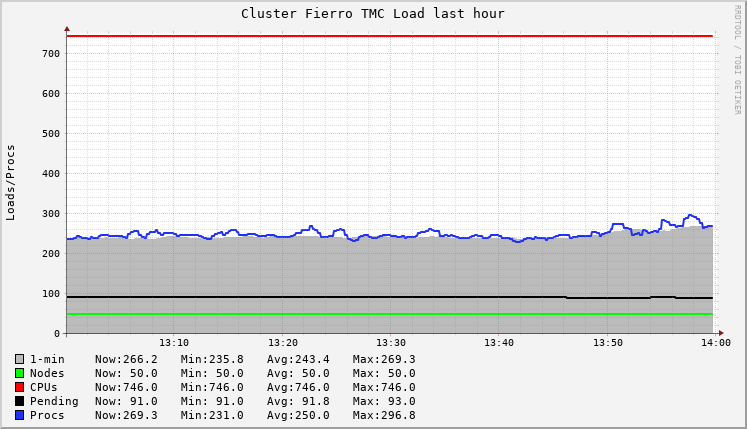 Cluster Fierro TMC Load last hour
RRDTOOL / TOBI OETIKER
Loads/Procs
700
600
500
400
300
200
100
0
13:10 13:20 13:30 13:40 13:50 14:00
1-min Now:266.2 Min:235.8 Avg:243.4 Max:269.3
Nodes Now: 50.0 Min: 50.0 Avg: 50.0 Max: 50.0
CPUs Now:746.0 Min:746.0 Avg:746.0 Max:746.0
Pending Now: 91.0 Min: 91.0 Avg: 91.8 Max: 93.0
Procs Now:269.3 Min:231.0 Avg:250.0 Max:296.8